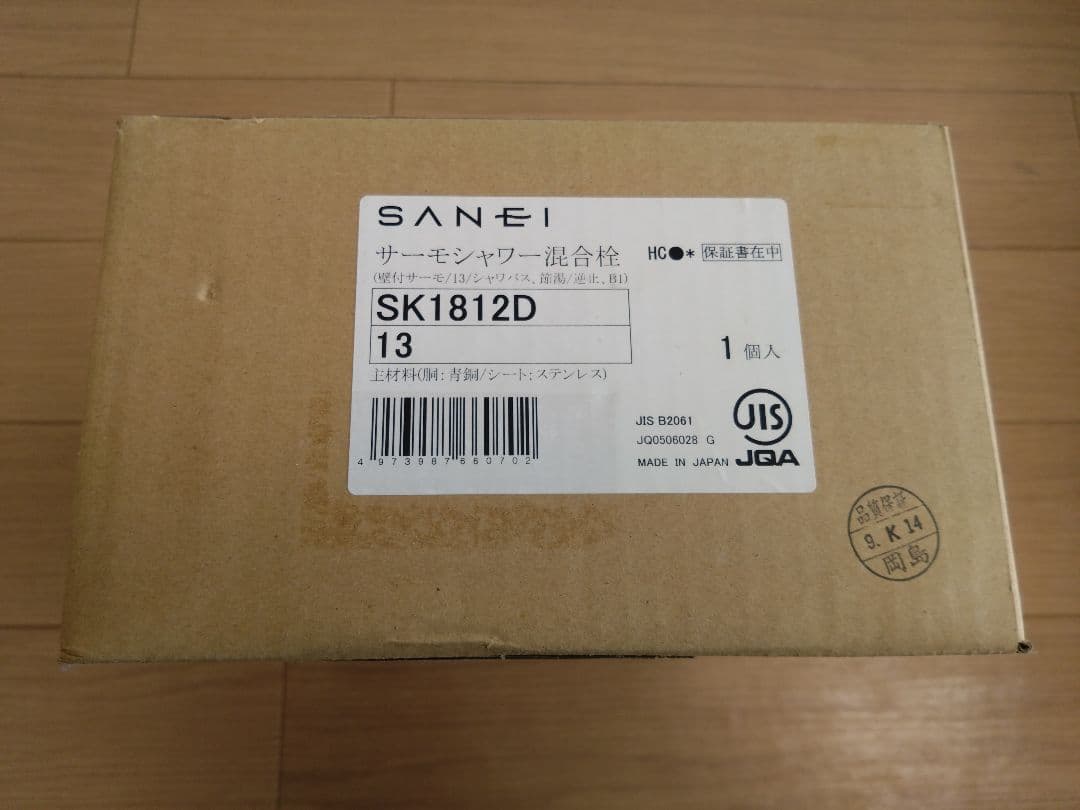 SANEI
サーモシャワー混合栓 HC●* 保証書在中
(壁付サーモ/13/シャワバス、節湯/逆止、B1)
SK1812D
13
1 個入
主材料(胴:青銅/シート:ステンレス)
4973987660702
JIS B2061
JQ0506028 G
MADE IN JAPAN
JIS
JQA
品質保証
9. K 14
岡島